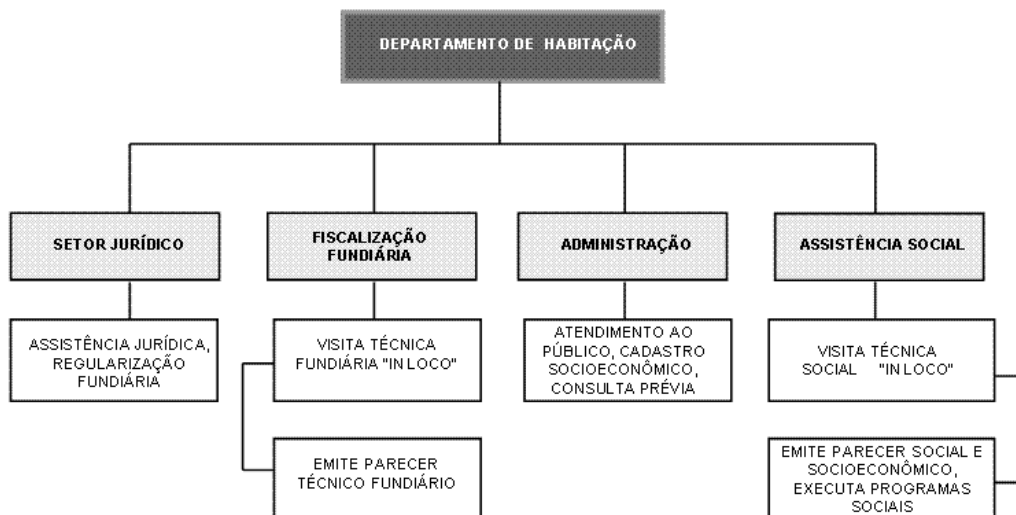 DEPARTAMENTO DE HABITAÇÃO
SETOR JURÍDICO
FISCALIZAÇÃO
FUNDIÁRIA
ADMINISTRAÇÃO
ASSISTÊNCIA SOCIAL
ASSISTÊNCIA JURÍDICA,
REGULARIZAÇÃO
FUNDIÁRIA
VISITA TÉCNICA
FUNDIÁRIA "IN LOCO"
ATENDIMENTO AO
PÚBLICO, CADASTRO
SOCIOECONÔMICO,
CONSULTA PRÉVIA
VISITA TÉCNICA
SOCIAL "IN LOCO"
EMITE PARECER
TÉCNICO FUNDIÁRIO
EMITE PARECER SOCIAL E
SOCIOECONÔMICO,
EXECUTA PROGRAMAS
SOCIAIS